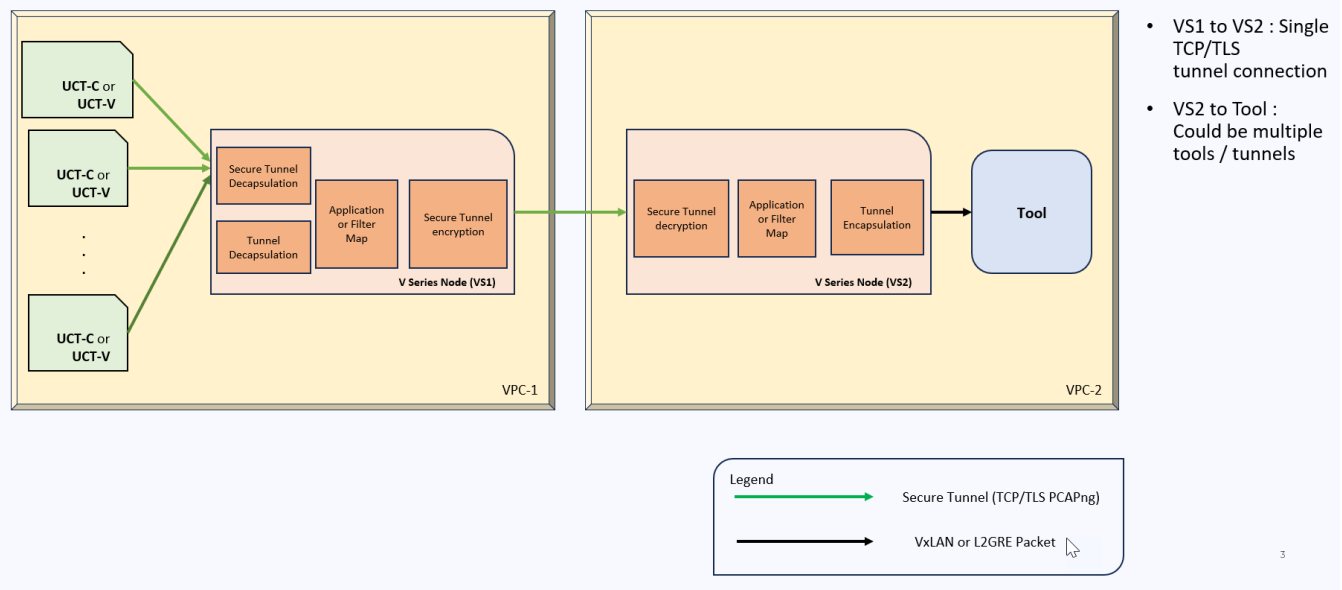 UCT-C or
UCT-V
UCT-C or
UCT-V
.
.
.
UCT-C or
UCT-V
Secure Tunnel
Decapsulation
Tunnel
Decapsulation
Application
or Filter
Map
Secure Tunnel
encryption
V Series Node (VS1)
VPC-1
Secure Tunnel
decryption
Application
or Filter
Map
Tunnel
Encapsulation
V Series Node (VS2)
Tool
VPC-2
• VS1 to VS2 : Single
TCP/TLS
tunnel connection
• VS2 to Tool :
Could be multiple
tools / tunnels
Legend
Secure Tunnel (TCP/TLS PCAPng)
VxLAN or L2GRE Packet
3